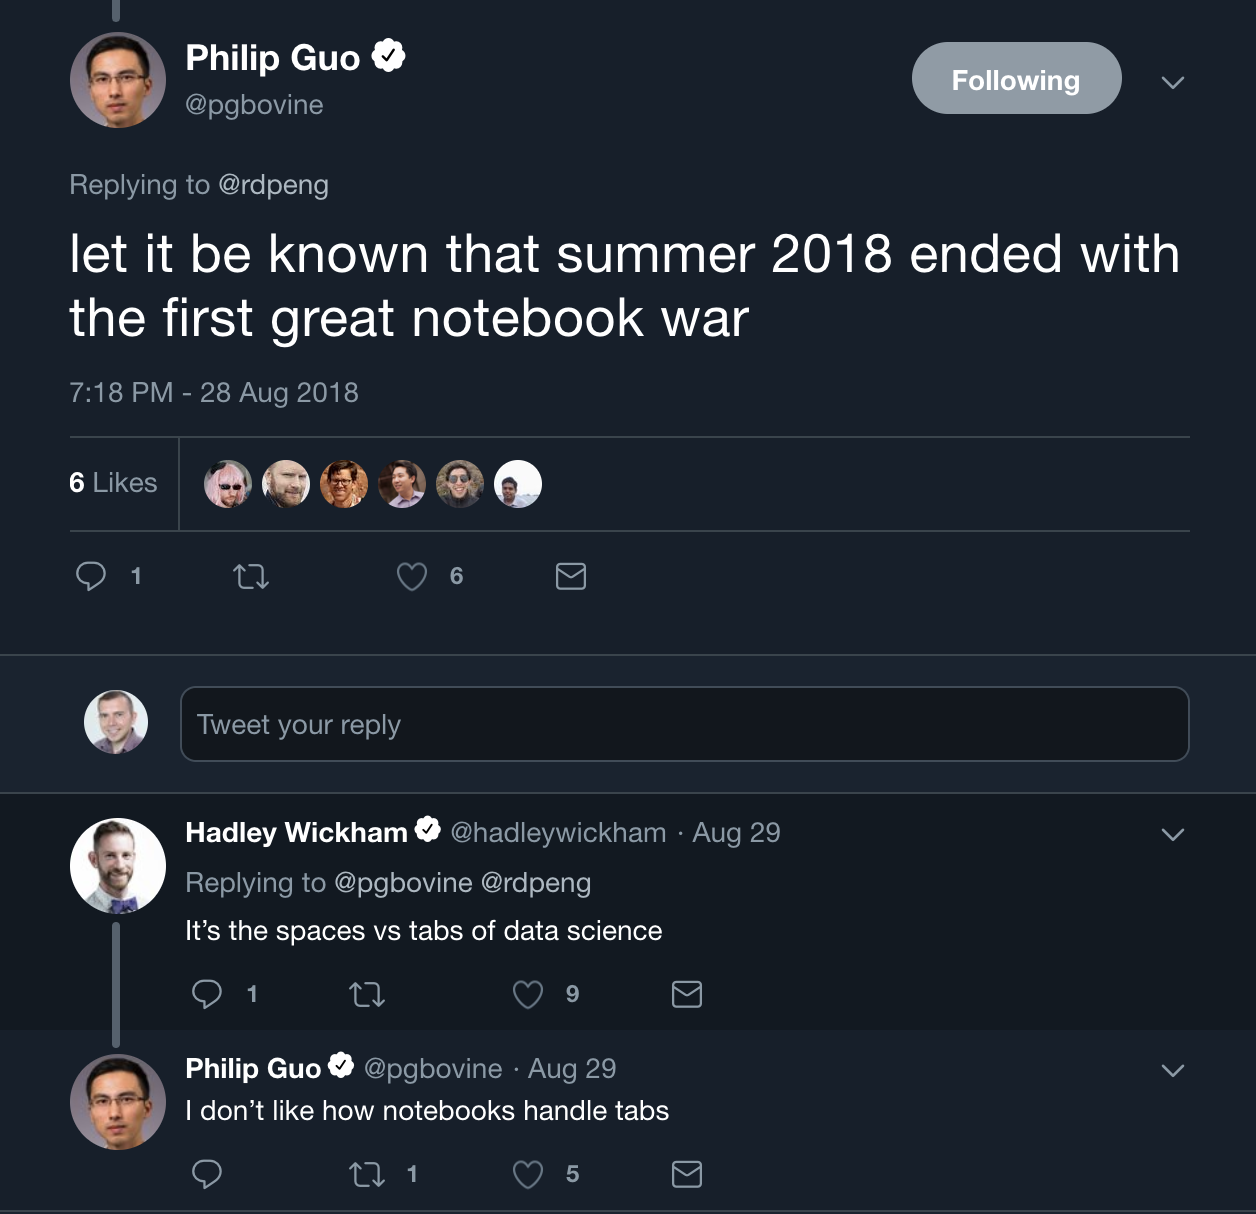 Philip Guo
@pgbovine
Following
Replying to @rdpeng
let it be known that summer 2018 ended with
the first great notebook war
7:18 PM - 28 Aug 2018
6 Likes
1 6
Tweet your reply
Hadley Wickham @hadleywickham · Aug 29
Replying to @pgbovine @rdpeng
It’s the spaces vs tabs of data science
1 9
Philip Guo @pgbovine · Aug 29
I don’t like how notebooks handle tabs
1 5